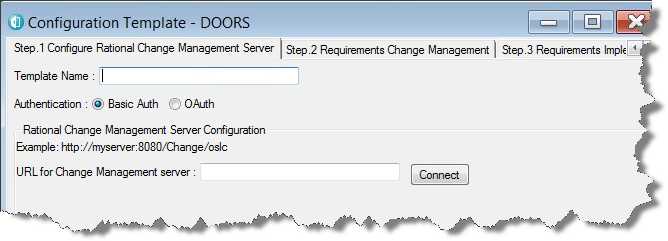 Configuration Template - DOORS
Step.1 Configure Rational Change Management Server Step.2 Requirements Change Management Step.3 Requirements Imple
Template Name :
Authentication : Basic Auth OAuth
Rational Change Management Server Configuration
Example: http://myserver:8080/Change/oslc
URL for Change Management server : Connect